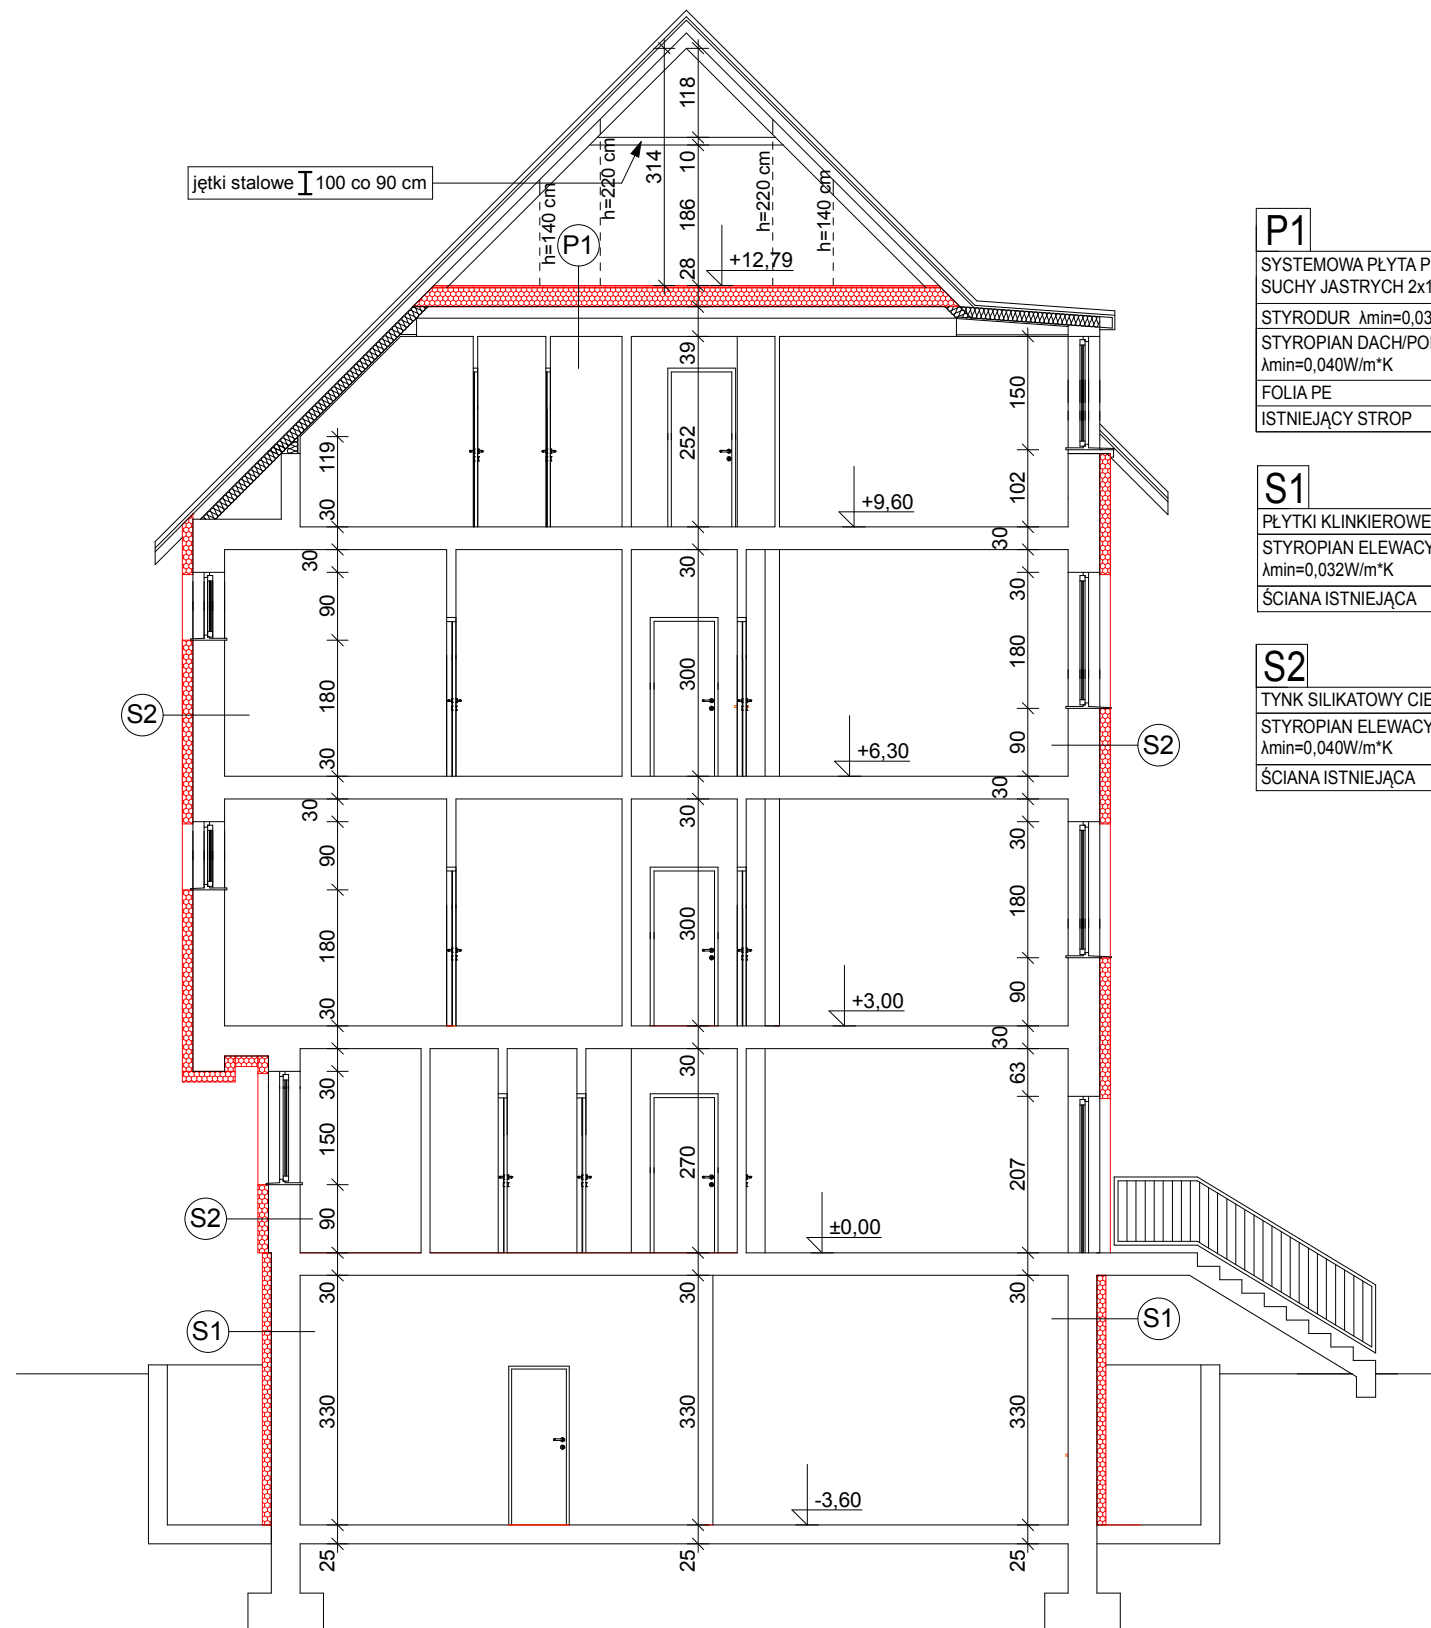 118
314
10
jętki stalowe I 100 co 90 cm
h=140 cm
h=220 cm
h=220 cm
h=140 cm
186
P1
28
+12,79
39
150
119
252
102
30
+9,60
30
30
30
30
90
180
300
180
S2
30
+6,30
90
S2
30
30
30
30
90
180
300
180
30
+3,00
90
30
30
30
63
150
270
207
S2
90
±0,00
30
30
30
S1
S1
330
330
330
-3,60
25
25
25
P1
SYSTEMOWA PŁYTA P
SUCHY JASTRYCH 2x1
STYRODUR λmin=0,03
STYROPIAN DACH/PO
λmin=0,040W/m*K
FOLIA PE
ISTNIEJĄCY STROP
S1
PŁYTKI KLINKIEROWE
STYROPIAN ELEWACY
λmin=0,032W/m*K
ŚCIANA ISTNIEJĄCA
S2
TYNK SILIKATOWY CIE
STYROPIAN ELEWACY
λmin=0,040W/m*K
ŚCIANA ISTNIEJĄCA